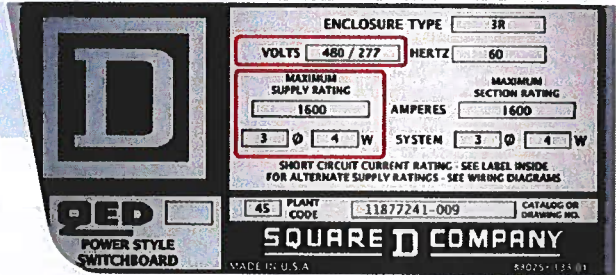 ENCLOSURE TYPE 3R
VOLTS 480 / 277 HERTZ 60
MAXIMUM SUPPLY RATING
MAXIMUM SECTION RATING
1600 AMPERES 1600
3 Ø 4 W SYSTEM 3 Ø 4 W
SHORT CIRCUIT CURRENT RATING - SEE LABEL INSIDE
FOR ALTERNATE SUPPLY RATINGS - SEE WIRING DIAGRAMS
D
QED
POWER STYLE
SWITCHBOARD
45 PLANT CODE 11877241-009 CATALOG OR DRAWING NO.
SQUARE D COMPANY
MADE IN U.S.A